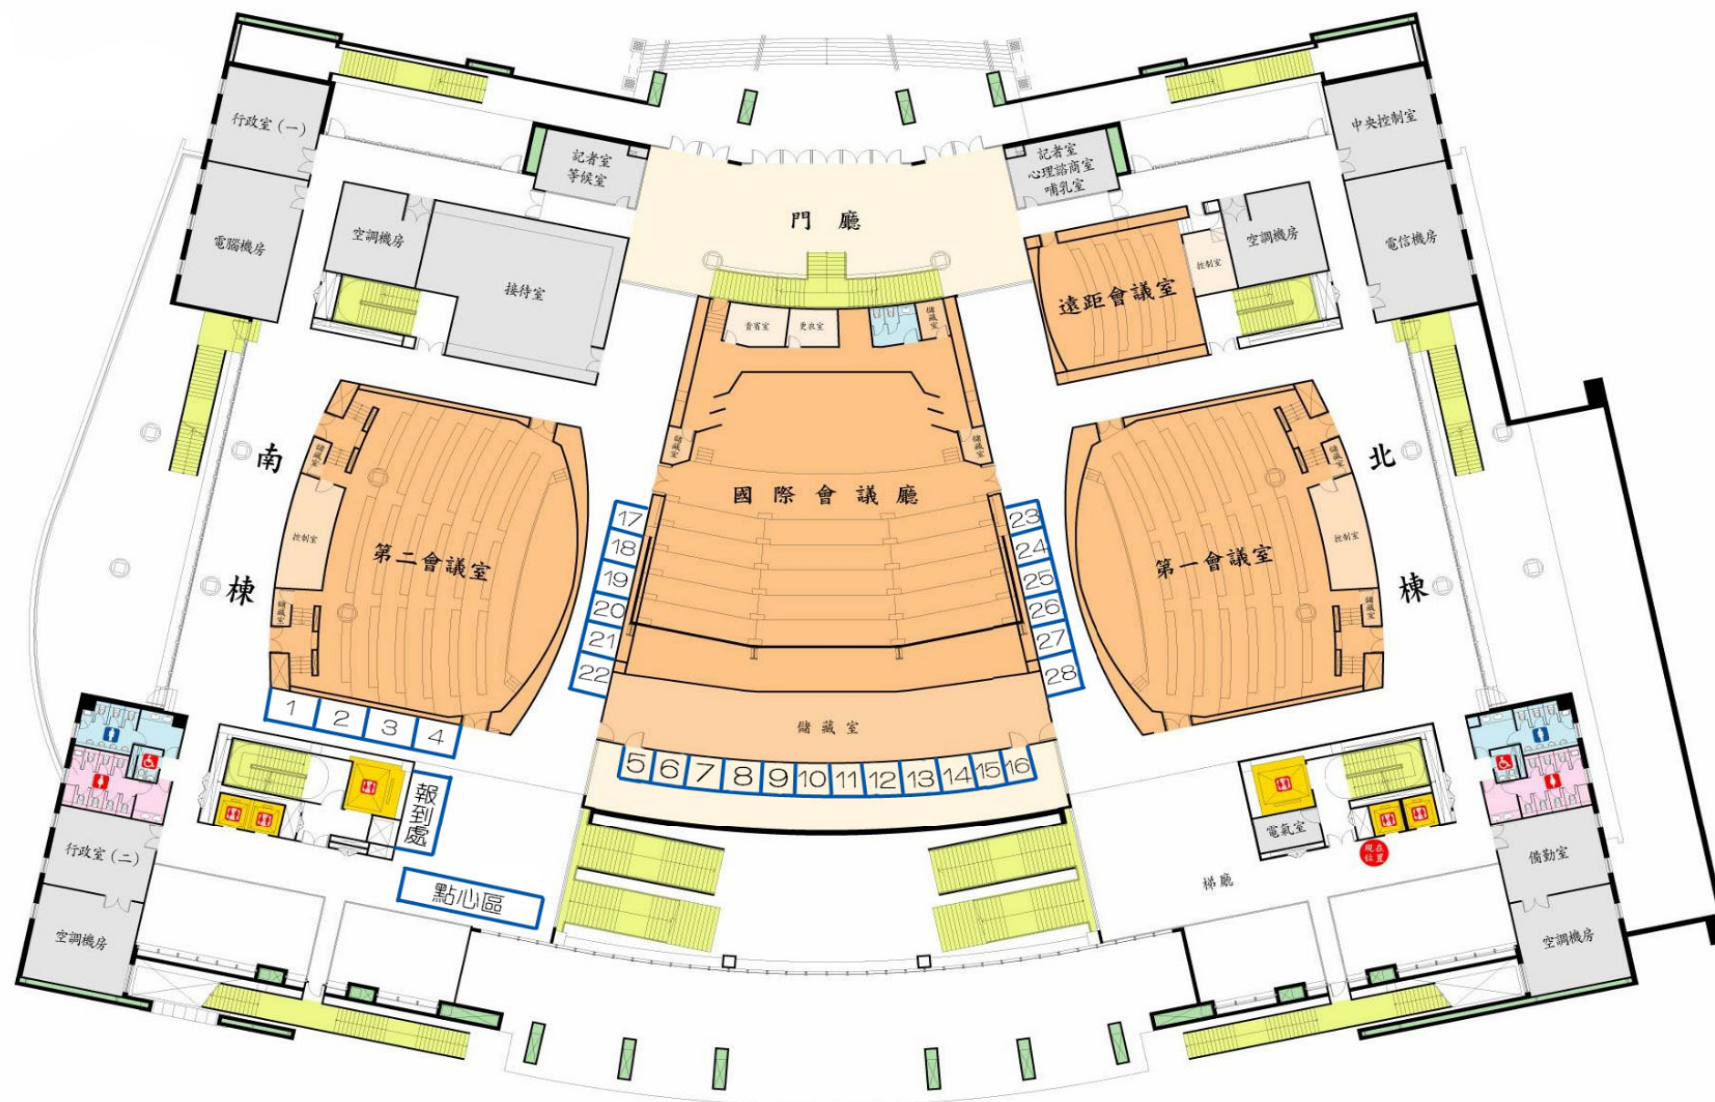 行政室(一)
電腦機房
記者室
等候室
空調機房
接待室
門廳
記者室
心理諮商室
哺乳室
中央控制室
電信機房
空調機房
控制室
遠距會議室
貴賓室
更衣室
儲藏室
儲藏室
儲藏室
國際會議廳
南棟
儲藏室
控制室
第二會議室
儲藏室
17
18
19
20
21
22
23
24
25
26
27
28
第一會議室
儲藏室
控制室
儲藏室
北棟
1
2
3
4
儲藏室
5
6
7
8
9
10
11
12
13
14
15
16
報到處
點心區
行政室(二)
空調機房
電氣室
現在
位置
梯廳
備勤室
空調機房